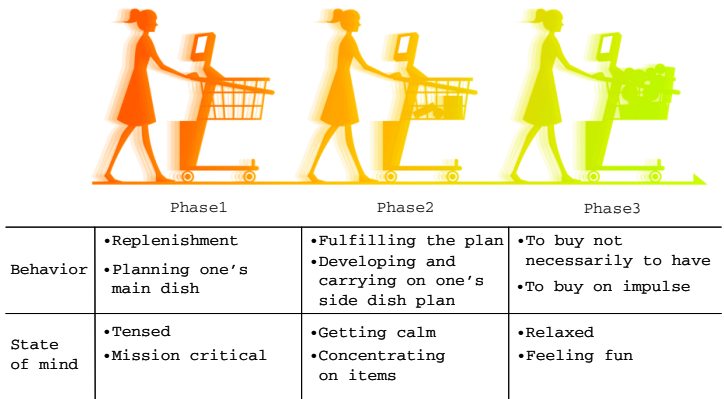 Phase1
Phase2
Phase3
Behavior
•Replenishment
•Planning one's
main dish
•Fulfilling the plan
•Developing and
carrying on one's
side dish plan
•To buy not
necessarily to have
•To buy on impulse
State
of mind
•Tensed
•Mission critical
•Getting calm
•Concentrating
on items
•Relaxed
•Feeling fun